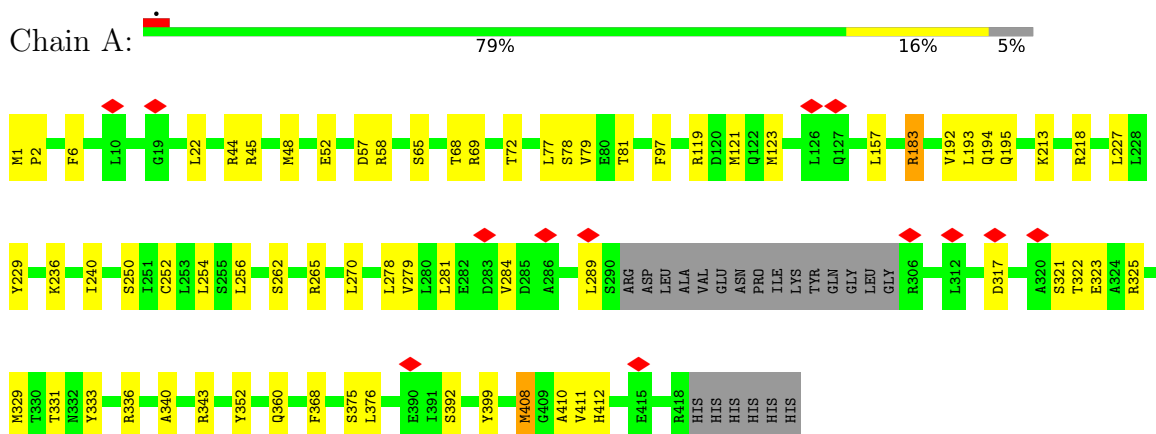 Chain A:
79% 16% 5%
M1 P2 F6 L10 G19 L22 R44 R45 M48 E52 D57 R58 S65 T68 R69 T72 L77 S78 V79 E80 T81 F97 R119 D120 M121 Q122 M123 L126 Q127 L157 R183 V192 L193 Q194 Q195 K213 R218 L227 L228
Y229 K236 I240 S250 I251 C252 L253 L254 S255 L256 S262 R265 L270 L278 V279 L280 L281 E282 D283 V284 D285 A286 L289 S290 ARG ASP LEU ALA VAL GLU ASN PRO ILE LYS TYR GLN GLY LEU GLY R306 L312 D317 A320 S321 T322 E323 A324 R325
M329 T330 T331 N332 Y333 R336 A340 R343 Y352 Q360 F368 S375 L376 E390 I391 S392 Y399 M408 G409 A410 V411 H412 E415 R418 HIS HIS HIS HIS HIS HIS